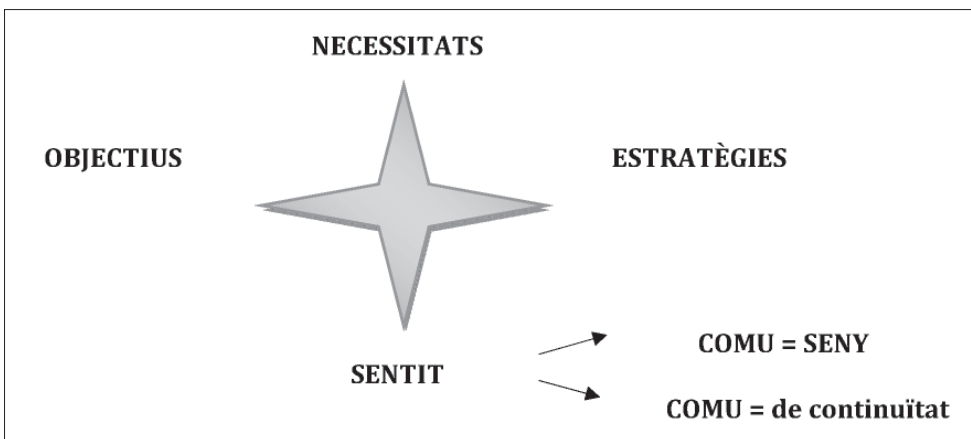 NECESSITATS
OBJECTIUS
ESTRATÈGIES
SENTIT
COMU = SENY
COMU = de continuïtat